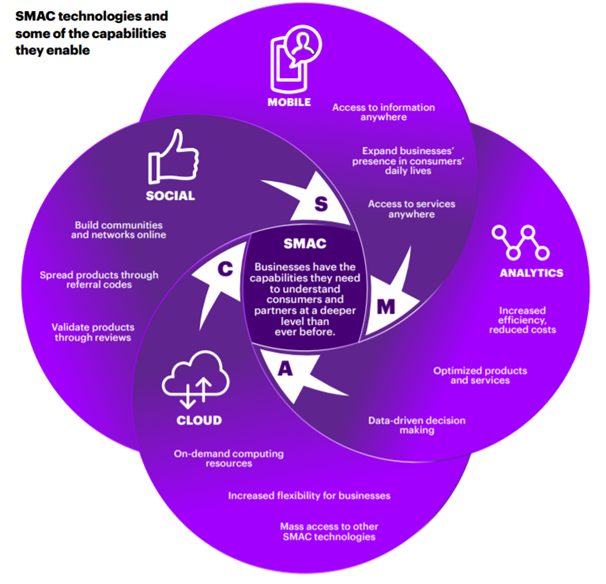 SMAC technologies and
some of the capabilities
they enable
MOBILE
Access to information
anywhere
Expand businesses'
presence in consumers'
daily lives
Access to services
anywhere
SOCIAL
Build communities
and networks online
Spread products through
referral codes
Validate products
through reviews
S
M
A
C
SMAC
Businesses have the
capabilities they need
to understand
consumers and
partners at a deeper
level than
ever before.
ANALYTICS
Increased
efficiency,
reduced costs
Optimized products
and services
Data-driven decision
making
CLOUD
On-demand computing
resources
Increased flexibility for businesses
Mass access to other
SMAC technologies